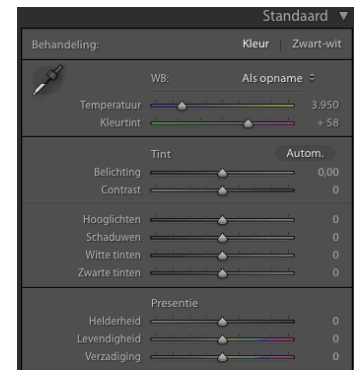 Standaard ▼
Behandeling: Kleur | Zwart-wit
WB: Als opname
Temperatuur 3.950
Kleurtint + 58
Tint Autom.
Belichting 0,00
Contrast 0
Hooglichten 0
Schaduwen 0
Witte tinten 0
Zwarte tinten 0
Presentie
Helderheid 0
Levendigheid 0
Verzadiging 0